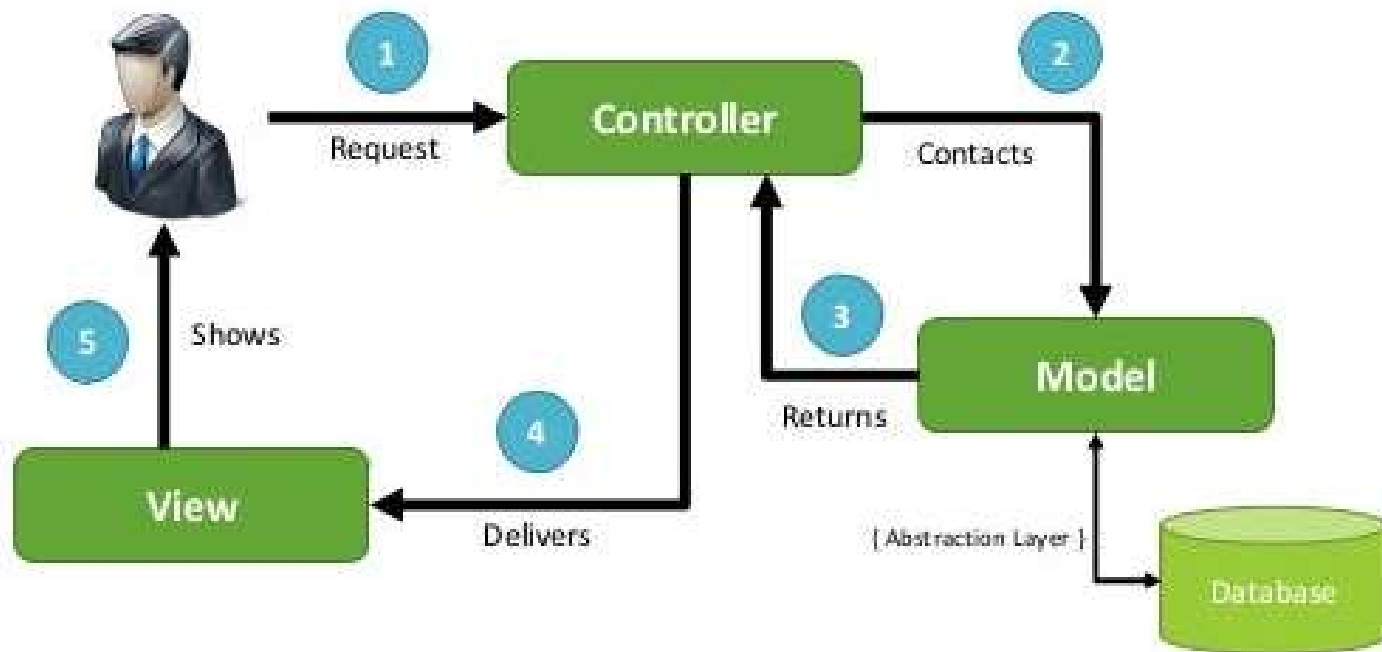 1
2
Controller
Request
Contacts
3
5
Shows
Model
Returns
4
View
Delivers
{ Abstraction Layer }
Database